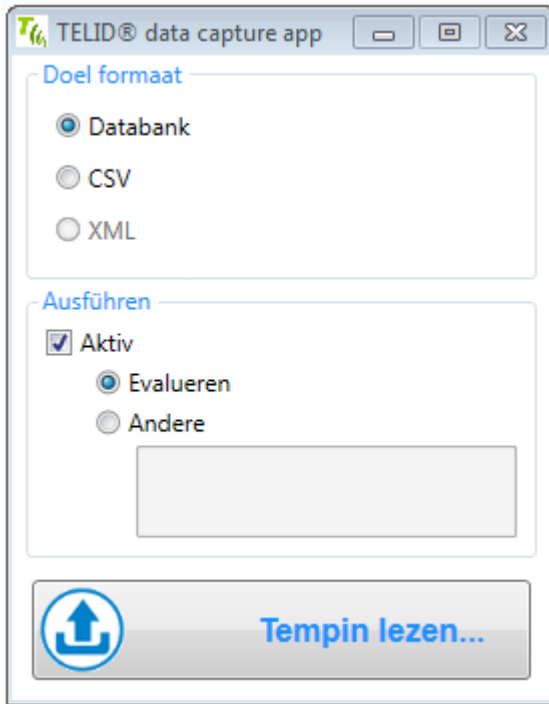 TELID® data capture app
Doel formaat
Databank
CSV
XML
Ausführen
Aktiv
Evalueren
Andere
Tempin lezen...